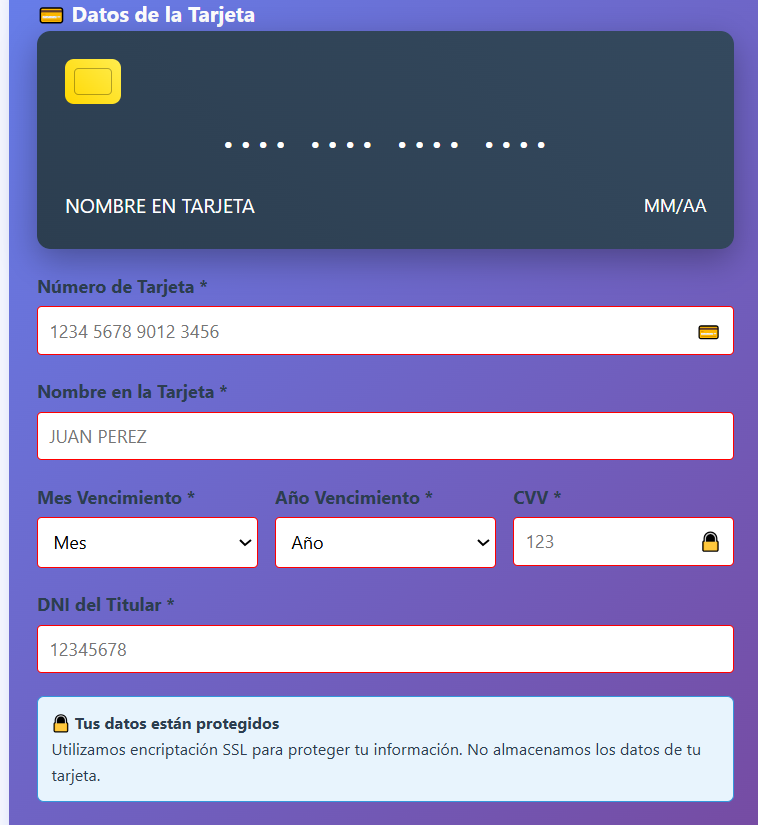 Datos de la Tarjeta
•••• •••• •••• ••••
NOMBRE EN TARJETA MM/AA
Número de Tarjeta *
1234 5678 9012 3456
Nombre en la Tarjeta *
JUAN PEREZ
Mes Vencimiento * Año Vencimiento * CVV *
Mes Año 123
DNI del Titular *
12345678
Tus datos están protegidos
Utilizamos encriptación SSL para proteger tu información. No almacenamos los datos de tu
tarjeta.